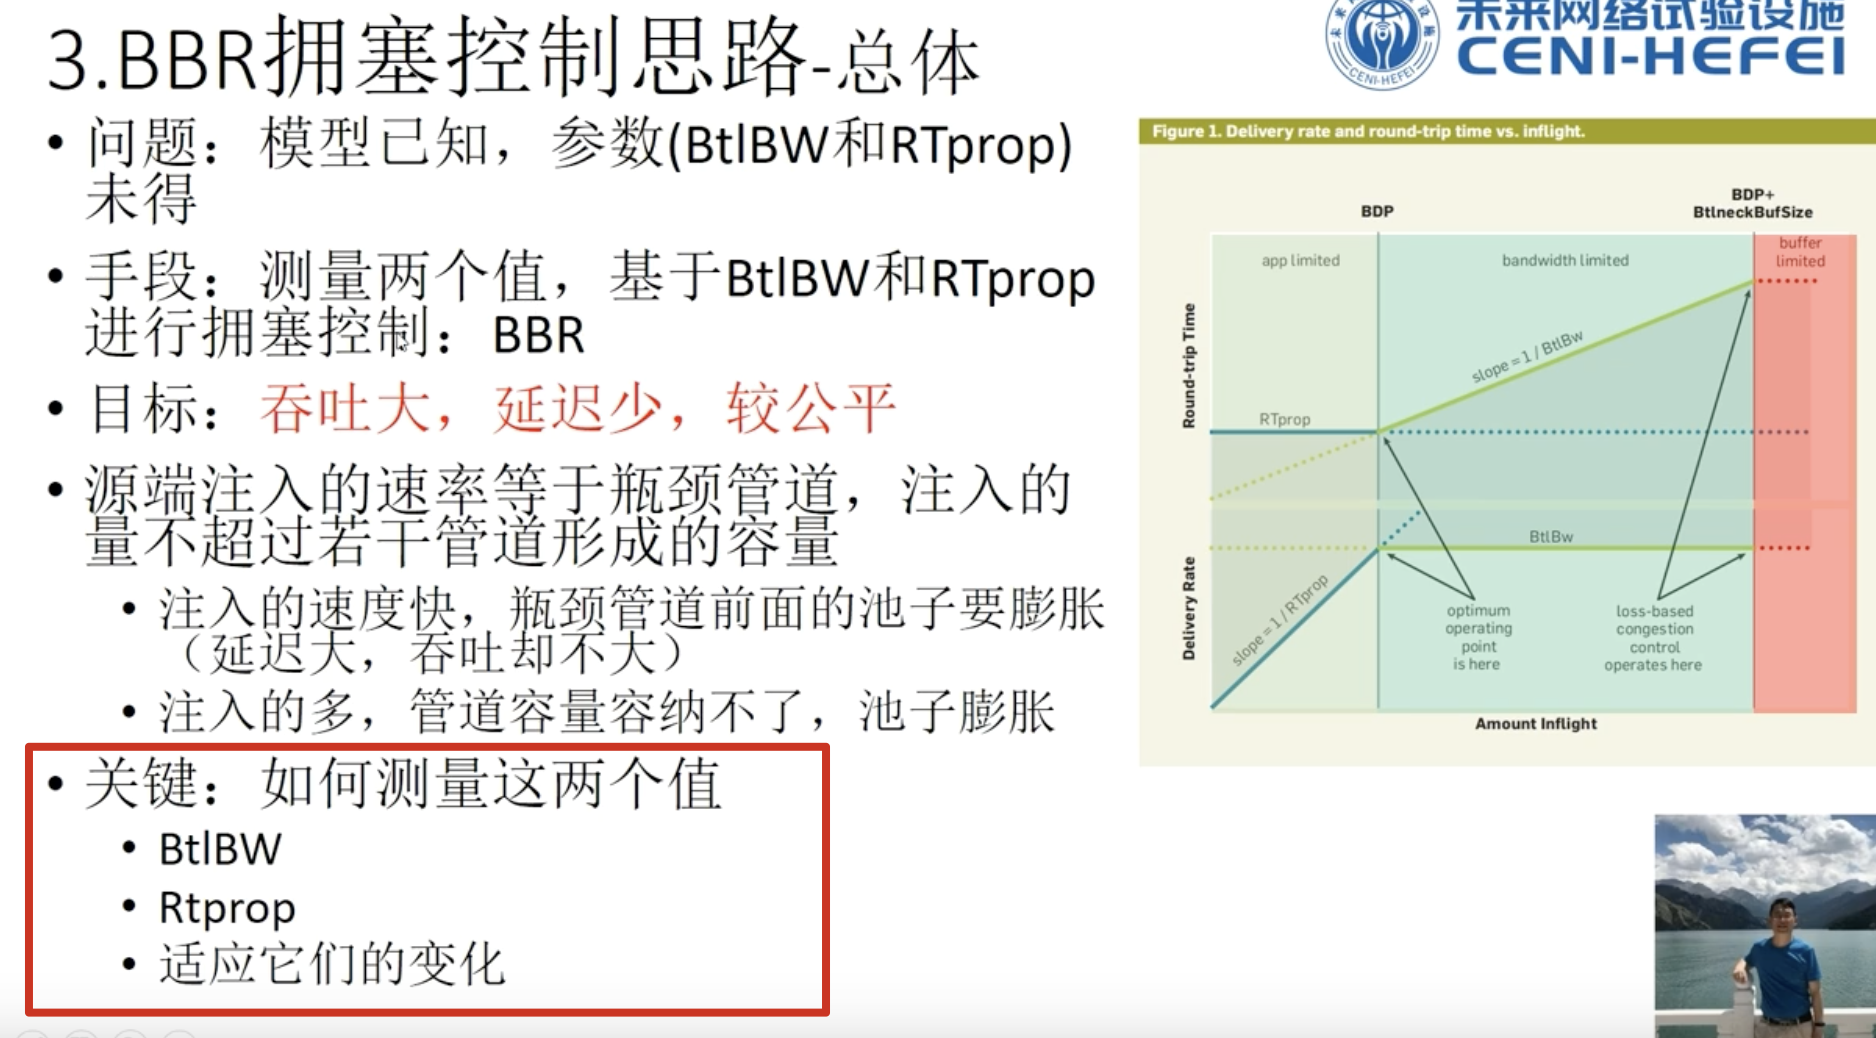 3.BBR拥塞控制思路-总体
未来网络试验设施
CENI-HEFEI
CENI-HEFEI
• 问题：模型已知，参数(BtlBW和RTprop)
未得
• 手段：测量两个值，基于BtlBW和RTprop
进行拥塞控制：BBR
• 目标：吞吐大，延迟少，较公平
• 源端注入的速率等于瓶颈管道，注入的
量不超过若干管道形成的容量
• 注入的速度快，瓶颈管道前面的池子要膨胀
（延迟大，吞吐却不大）
• 注入的多，管道容量容纳不了，池子膨胀
• 关键：如何测量这两个值
• BtlBW
• Rtprop
• 适应它们的变化
Figure 1. Delivery rate and round-trip time vs. inflight.
BDP
BDP+
BtlneckBufSize
app limited
bandwidth limited
buffer
limited
Round-trip Time
slope = 1 / BtlBw
RTprop
BtlBw
Delivery Rate
slope = 1 / RTprop
optimum
operating
point
is here
loss-based
congestion
control
operates here
Amount Inflight